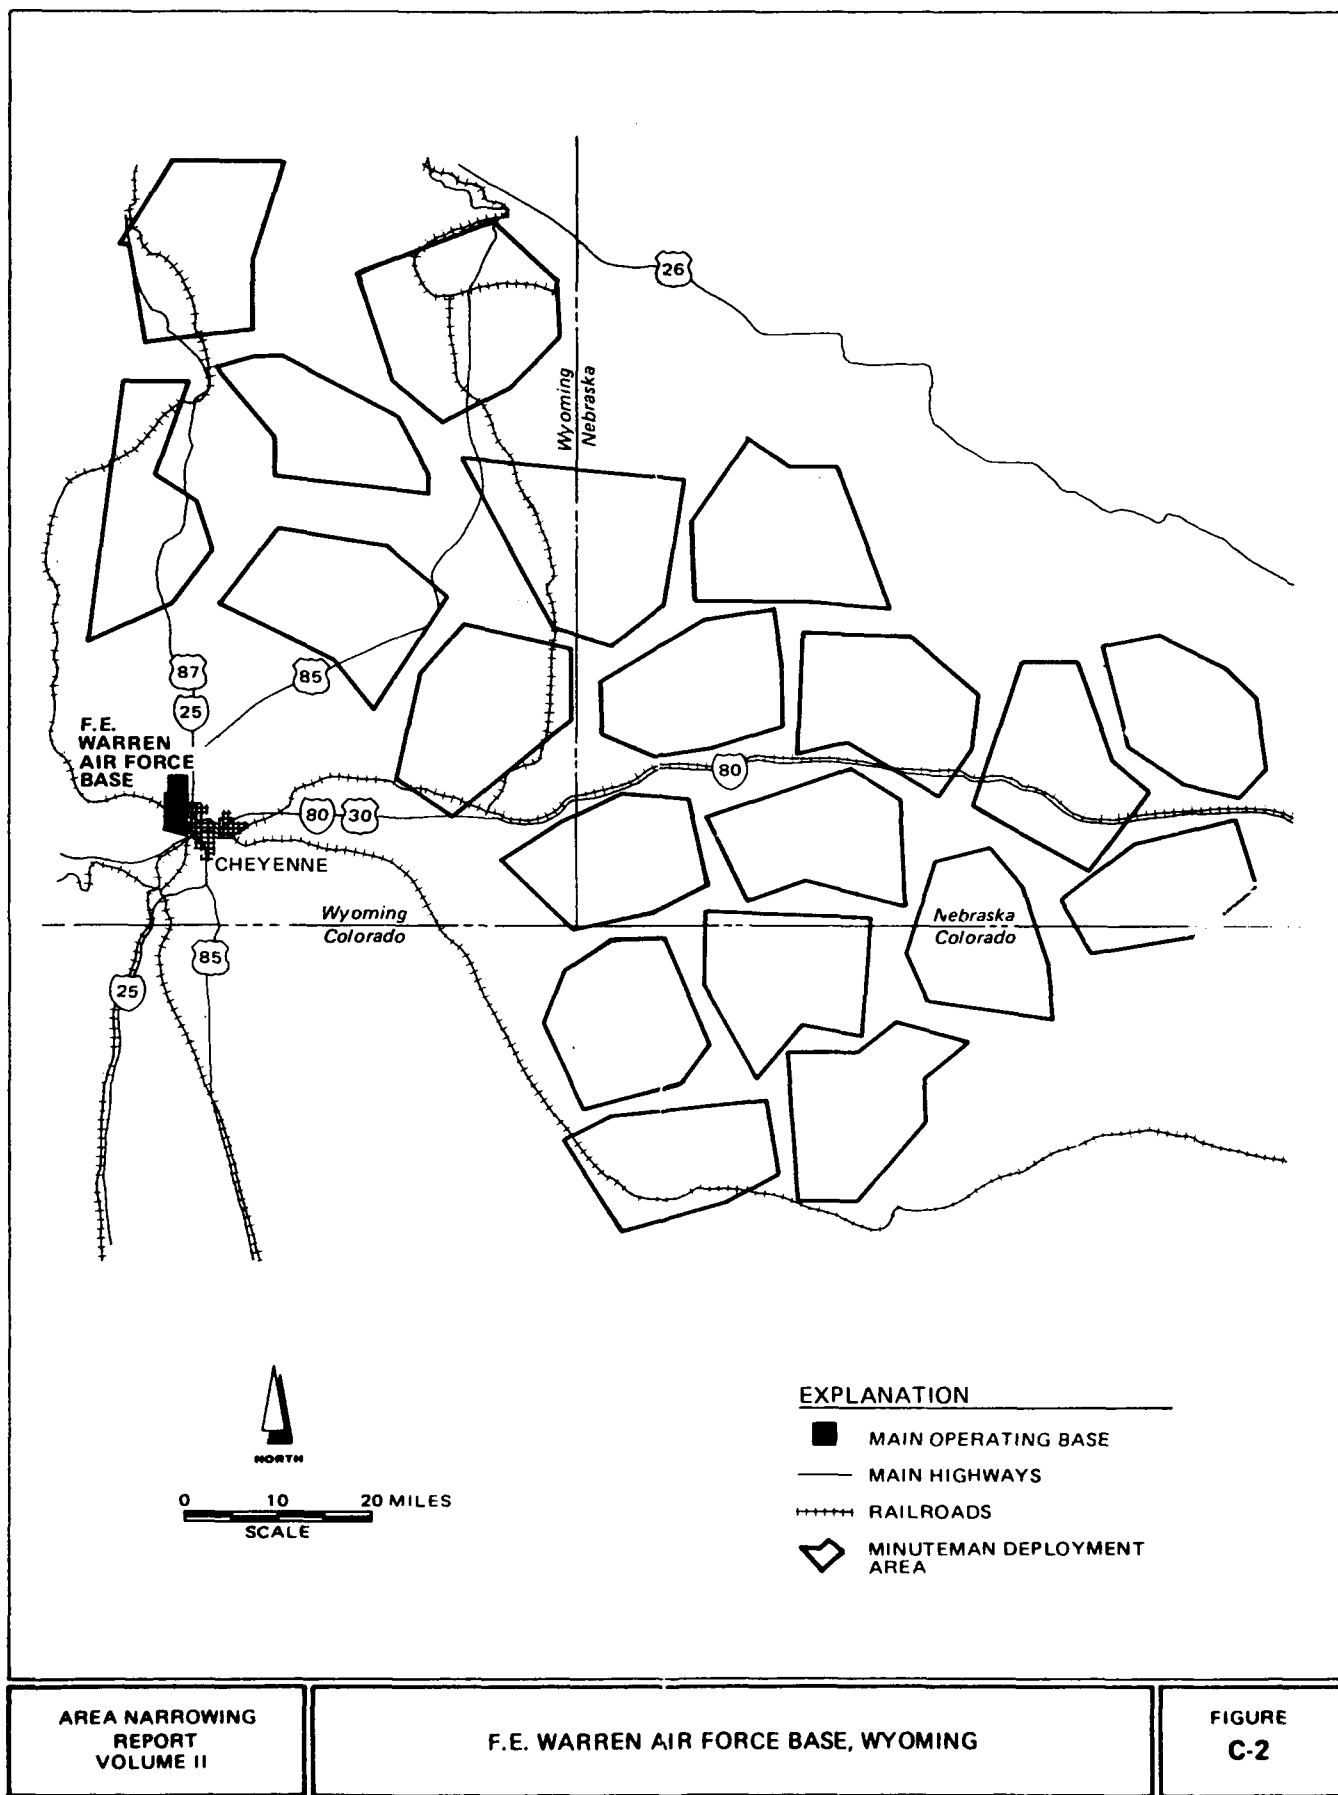 26
Wyoming
Nebraska
87
85
25
F.E.
WARREN
AIR FORCE
BASE
80
80
30
CHEYENNE
Wyoming
Colorado
Nebraska
Colorado
85
25
NORTH
0 10 20 MILES
SCALE
EXPLANATION
MAIN OPERATING BASE
MAIN HIGHWAYS
RAILROADS
MINUTEMAN DEPLOYMENT
AREA
AREA NARROWING
REPORT
VOLUME II
F.E. WARREN AIR FORCE BASE, WYOMING
FIGURE
C-2